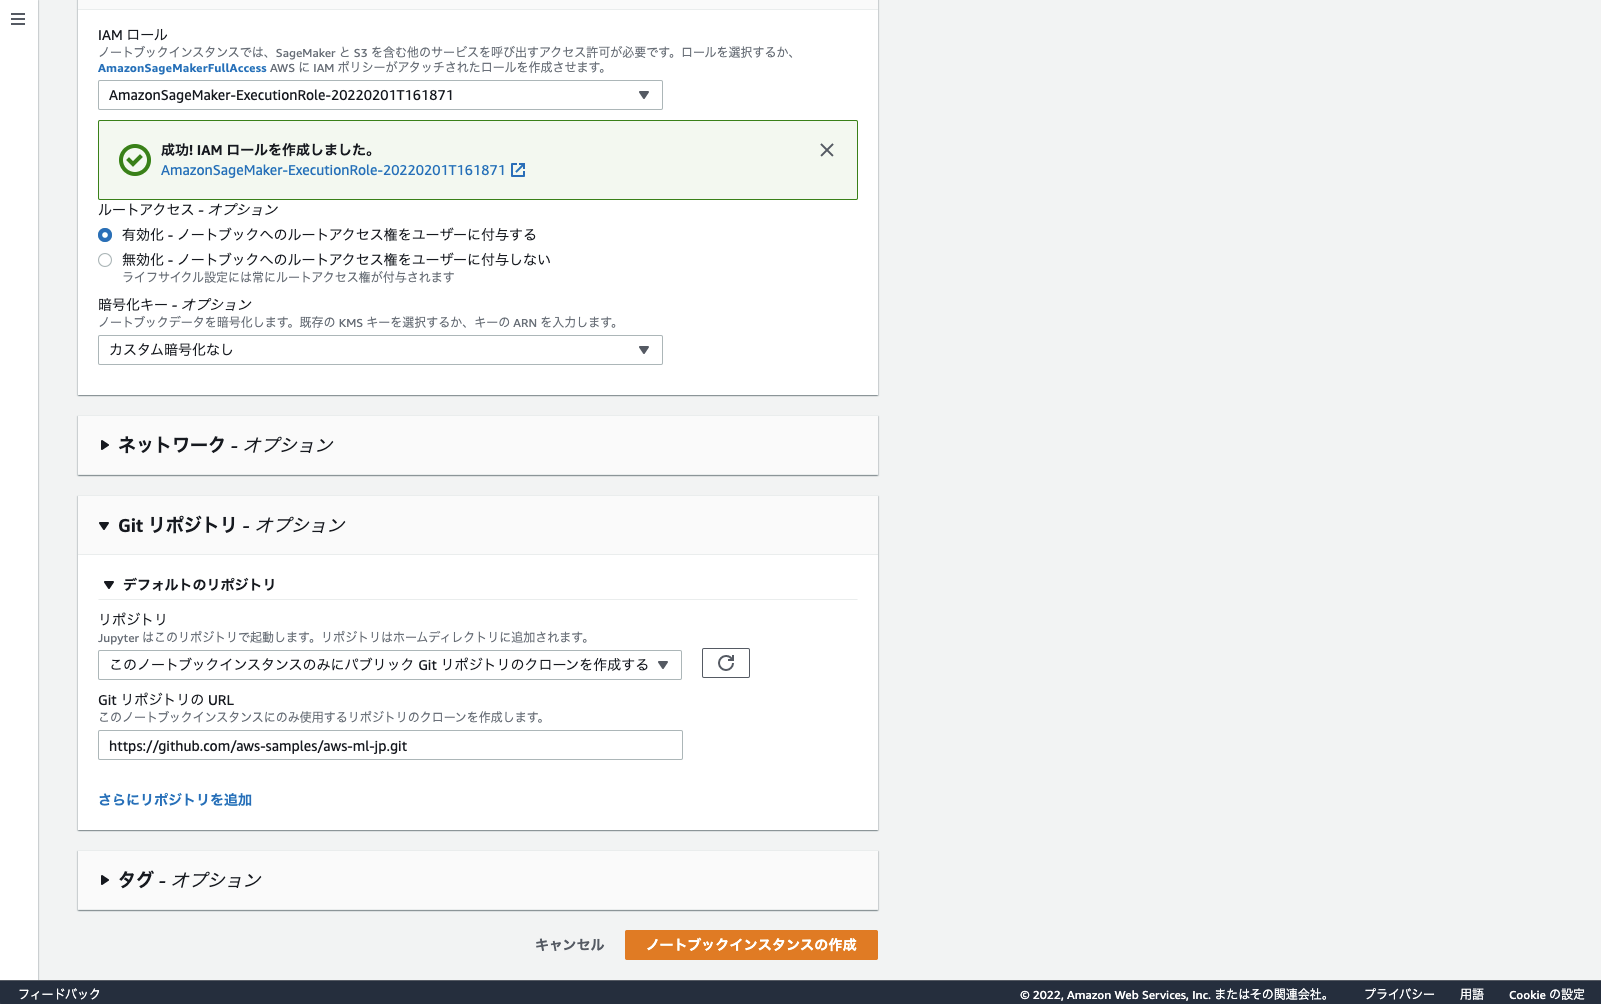 IAM ロール
ノートブックインスタンスでは、SageMaker と S3 を含む他のサービスを呼び出すアクセス許可が必要です。ロールを選択するか、
AmazonSageMakerFullAccess AWS に IAM ポリシーがアタッチされたロールを作成させます。
AmazonSageMaker-ExecutionRole-20220201T161871
成功! IAM ロールを作成しました。
AmazonSageMaker-ExecutionRole-20220201T161871
ルートアクセス - オプション
有効化 - ノートブックへのルートアクセス権をユーザーに付与する
無効化 - ノートブックへのルートアクセス権をユーザーに付与しない
ライフサイクル設定には常にルートアクセス権が付与されます
暗号化キー - オプション
ノートブックデータを暗号化します。既存の KMS キーを選択するか、キーの ARN を入力します。
カスタム暗号化なし
ネットワーク - オプション
Git リポジトリ - オプション
デフォルトのリポジトリ
リポジトリ
Jupyter はこのリポジトリで起動します。リポジトリはホームディレクトリに追加されます。
このノートブックインスタンスのみにパブリック Git リポジトリのクローンを作成する
Git リポジトリの URL
このノートブックインスタンスにのみ使用するリポジトリのクローンを作成します。
https://github.com/aws-samples/aws-ml-jp.git
さらにリポジトリを追加
タグ - オプション
キャンセル ノートブックインスタンスの作成
フィードバック © 2022, Amazon Web Services, Inc. またはその関連会社。 プライバシー 用語 Cookie の設定